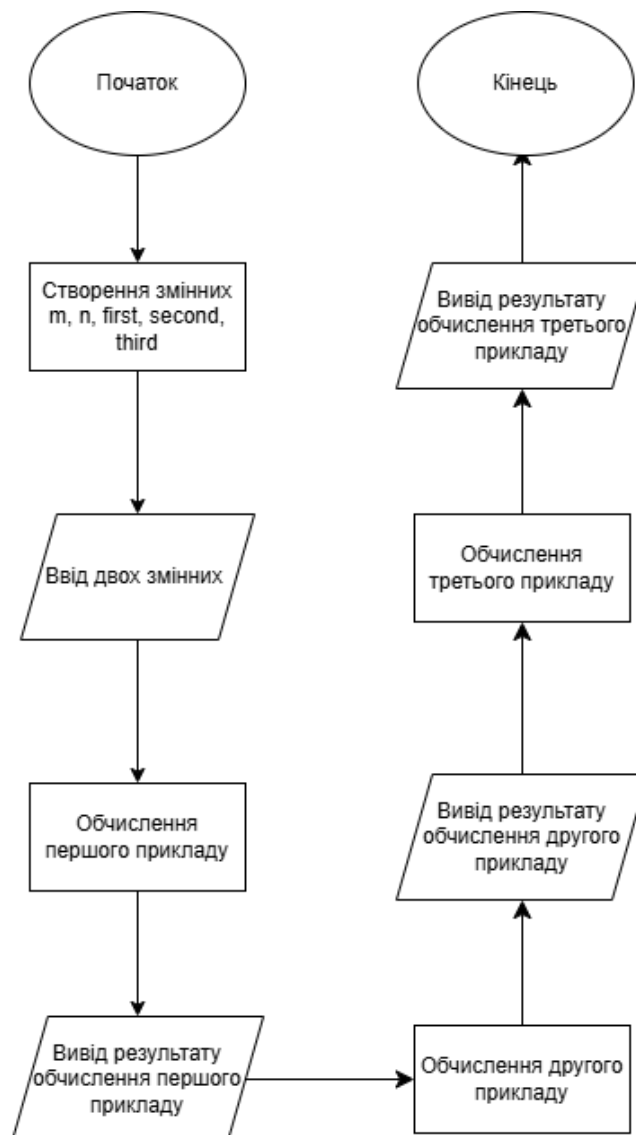 Початок
Створення змінних
m, n, first, second,
third
Ввід двох змінних
Обчислення
першого прикладу
Вивід результату
обчислення першого
прикладу
Обчислення другого
прикладу
Вивід результату
обчислення другого
прикладу
Обчислення
третього прикладу
Вивід результату
обчислення третього
прикладу
Кінець